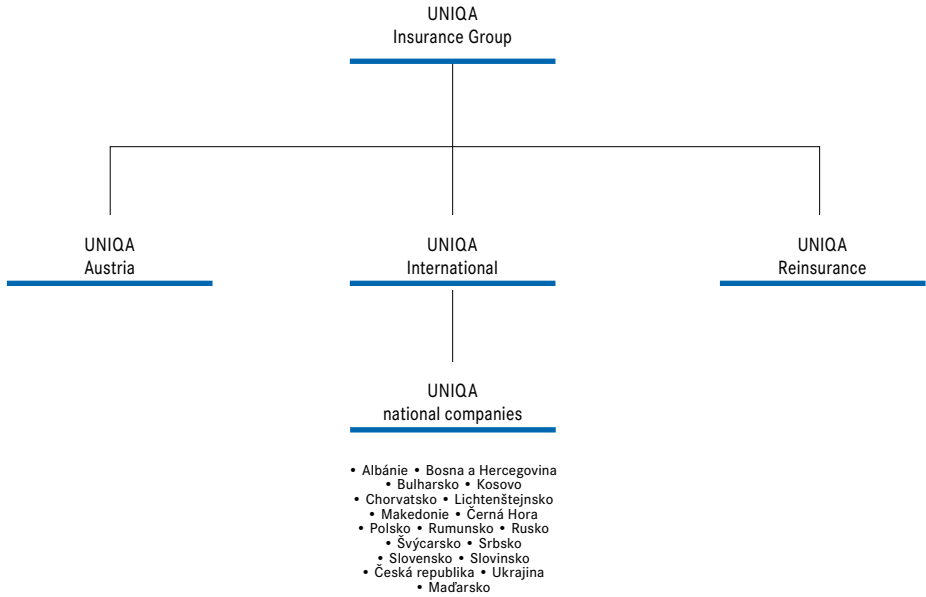 UNIQA
Insurance Group
UNIQA
Austria
UNIQA
International
UNIQA
Reinsurance
UNIQA
national companies
• Albánie • Bosna a Hercegovina
• Bulharsko • Kosovo
• Chorvatsko • Lichtenštejnsko
• Makedonie • Černá Hora
• Polsko • Rumunsko • Rusko
• Švýcarsko • Srbsko
• Slovensko • Slovinsko
• Česká republika • Ukrajina
• Maďarsko